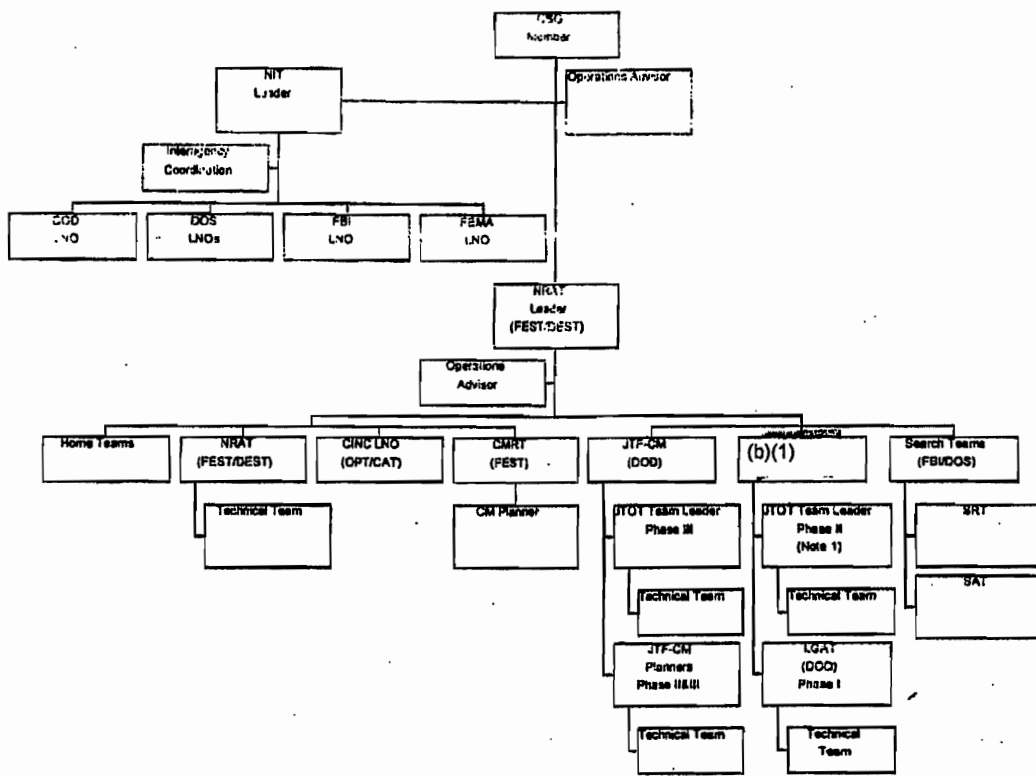 CSG
Member
NIT
Leader
Operations Advisor
Interagency
Coordination
DOD
LNO
DOS
LNOs
FBI
LNO
FEMA
LNO
NRAT
Leader
(FEST/DEST)
Operations
Advisor
Home Teams
NRAT
(FEST/DEST)
CINC LNO
(OPT/CAT)
CMRT
(FEST)
JTF-CM
(DOD)
(b)(1)
Search Teams
(FBI/DOS)
Technical Team
CM Planner
JTOT Team Leader
Phase III
JTOT Team Leader
Phase II
(Note 1)
SRT
SAT
Technical Team
Technical Team
JTF-CM
Planners
Phase II&III
LGAT
(DOD)
Phase I
Technical Team
Technical
Team